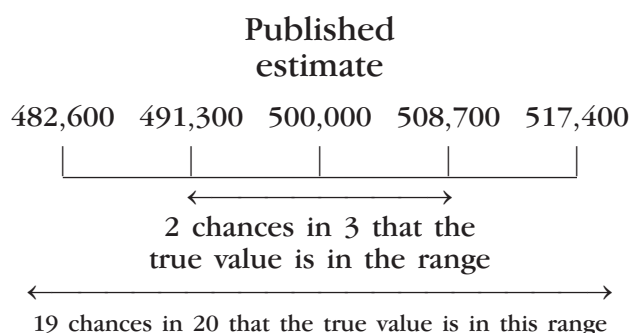 Published
estimate
482,600 491,300 500,000 508,700 517,400
2 chances in 3 that the
true value is in the range
19 chances in 20 that the true value is in this range